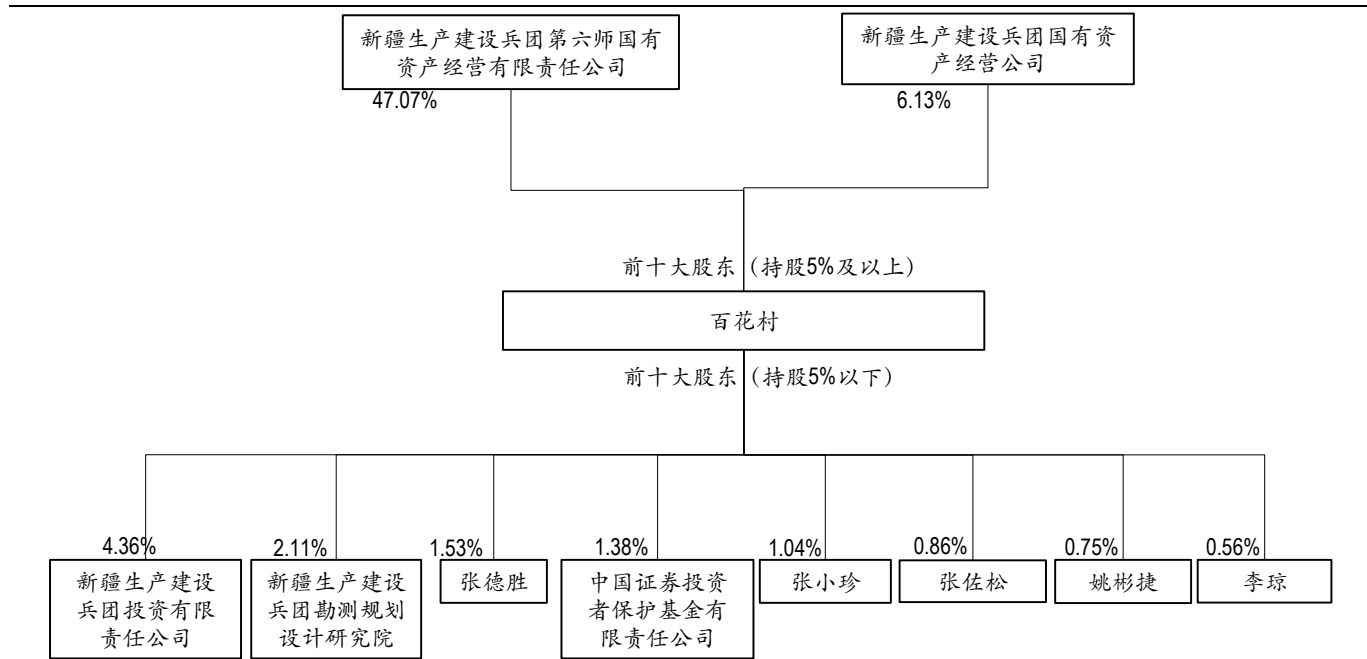 新疆生产建设兵团第六师国有
资产经营有限责任公司
新疆生产建设兵团国有资
产经营公司
47.07%
6.13%
前十大股东（持股5%及以上）
百花村
前十大股东（持股5%以下）
4.36%
2.11%
1.53%
1.38%
1.04%
0.86%
0.75%
0.56%
新疆生产建设
兵团投资有限
责任公司
新疆生产建设
兵团勘测规划
设计研究院
张德胜
中国证券投资
者保护基金有
限责任公司
张小珍
张佐松
姚彬捷
李琼